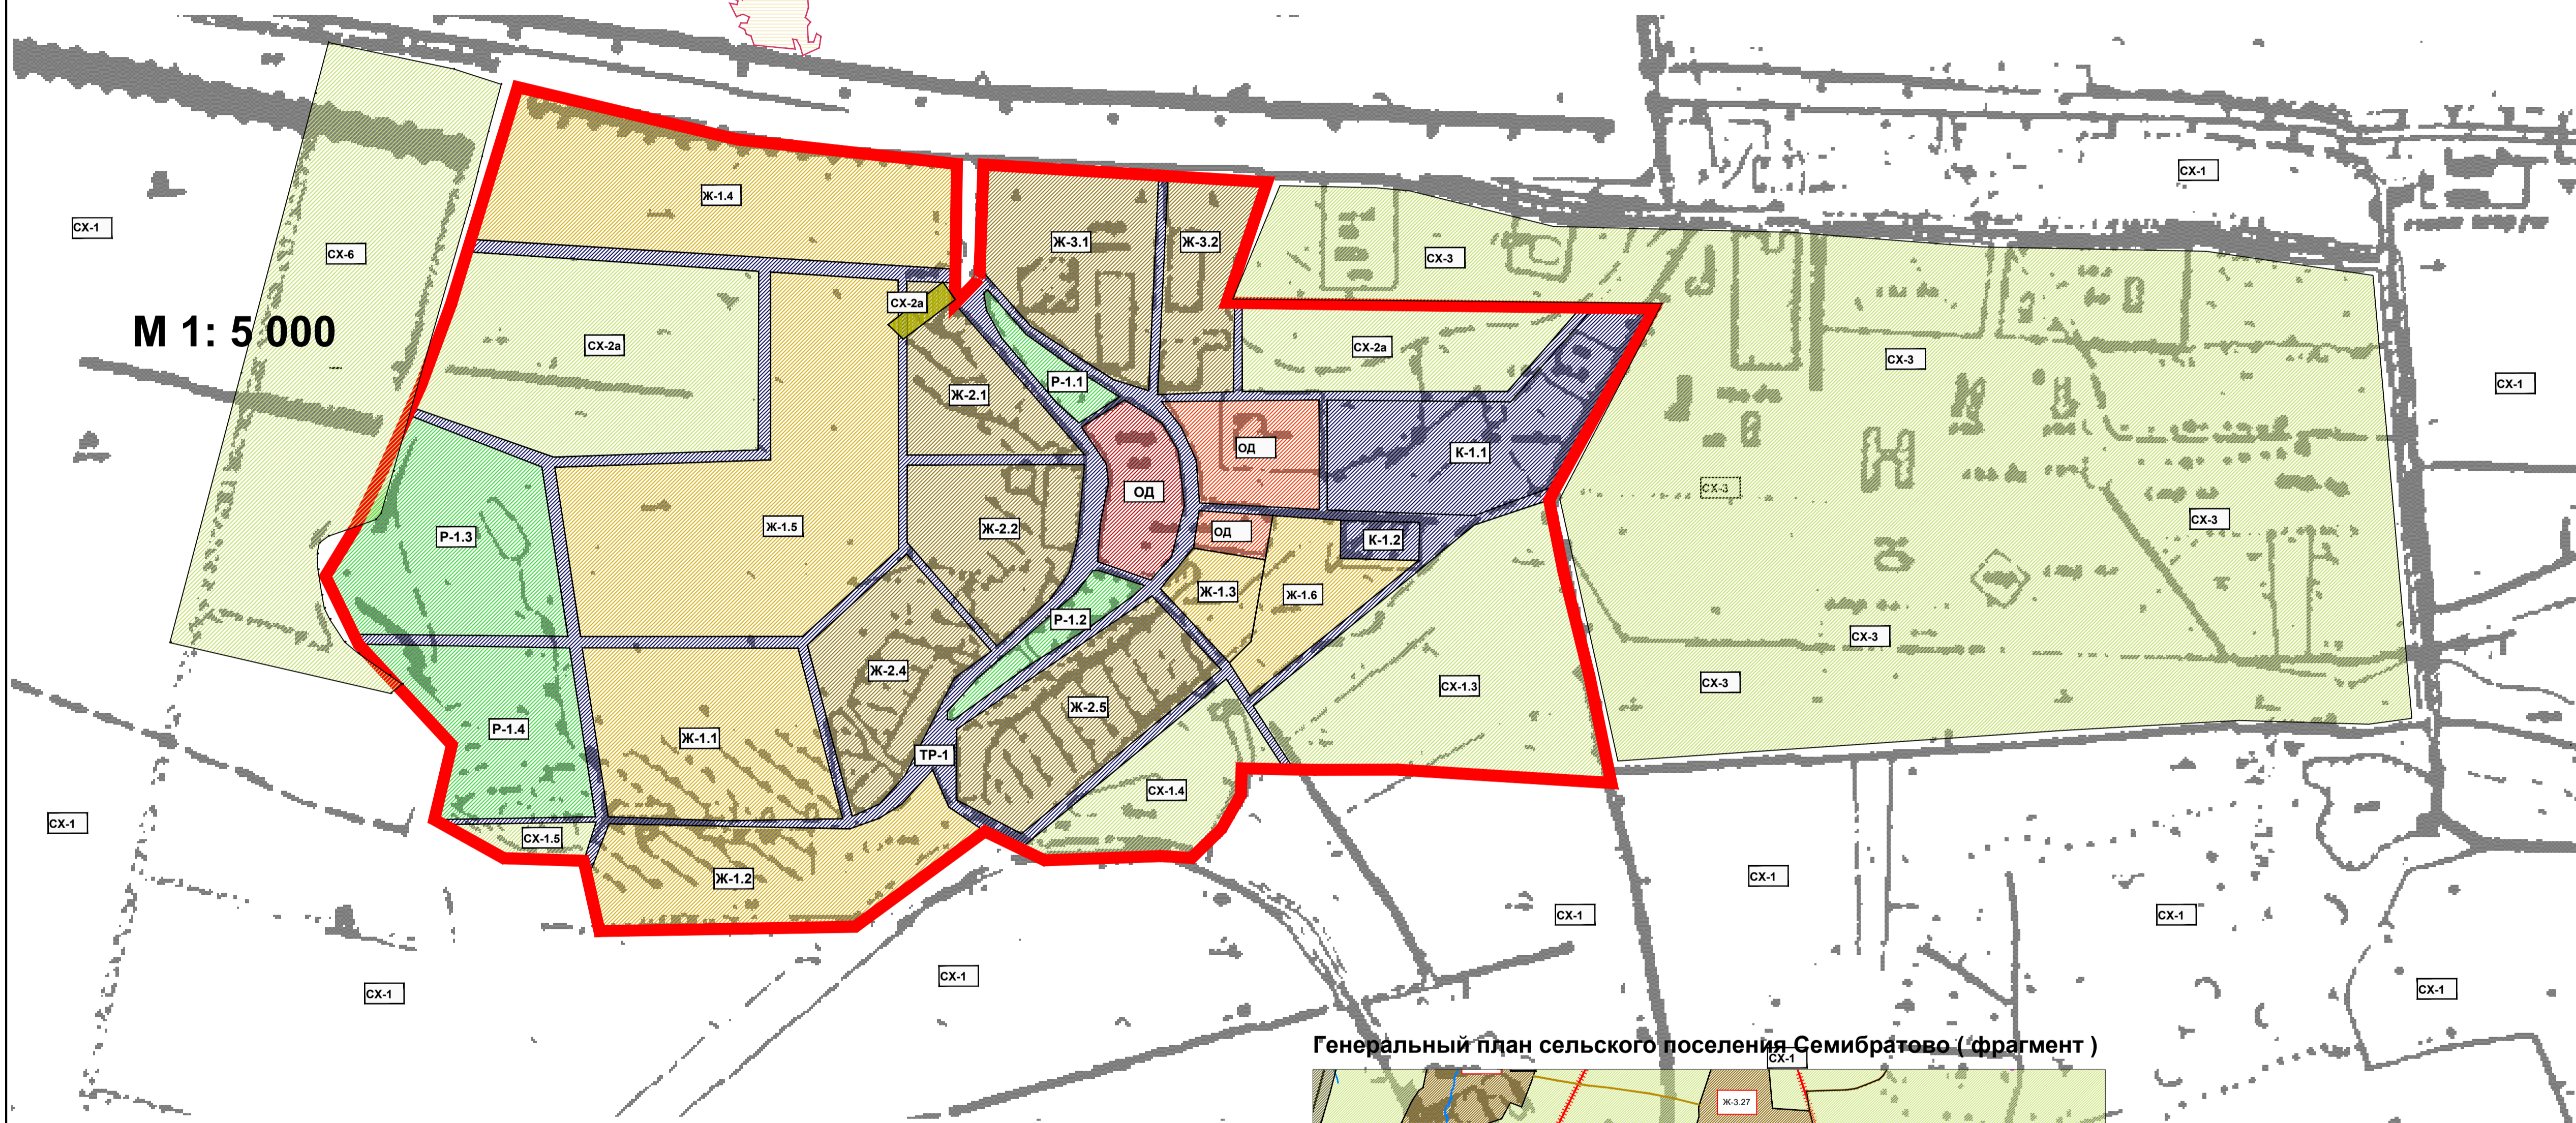 СХ-1
СХ-1
Ж-1.4
СХ-6
Ж-3.1
Ж-3.2
СХ-3
СХ-2а
М 1: 5 000
СХ-2а
СХ-2а
СХ-3
Р-1.1
СХ-1
Ж-2.1
ОД
К-1.1
ОД
СХ-3
СХ-3
Ж-1.5
Ж-2.2
ОД
Р-1.3
К-1.2
Ж-1.3
Ж-1.6
Р-1.2
СХ-3
Ж-2.4
СХ-1.3
СХ-3
Ж-2.5
Р-1.4
Ж-1.1
ТР-1
СХ-1.4
СХ-1
СХ-1.5
Ж-1.2
СХ-1
СХ-1
СХ-1
СХ-1
СХ-1
СХ-1
Генеральный план сельского поселения Семибратово ( фрагмент )
СХ-1
Ж-3.27